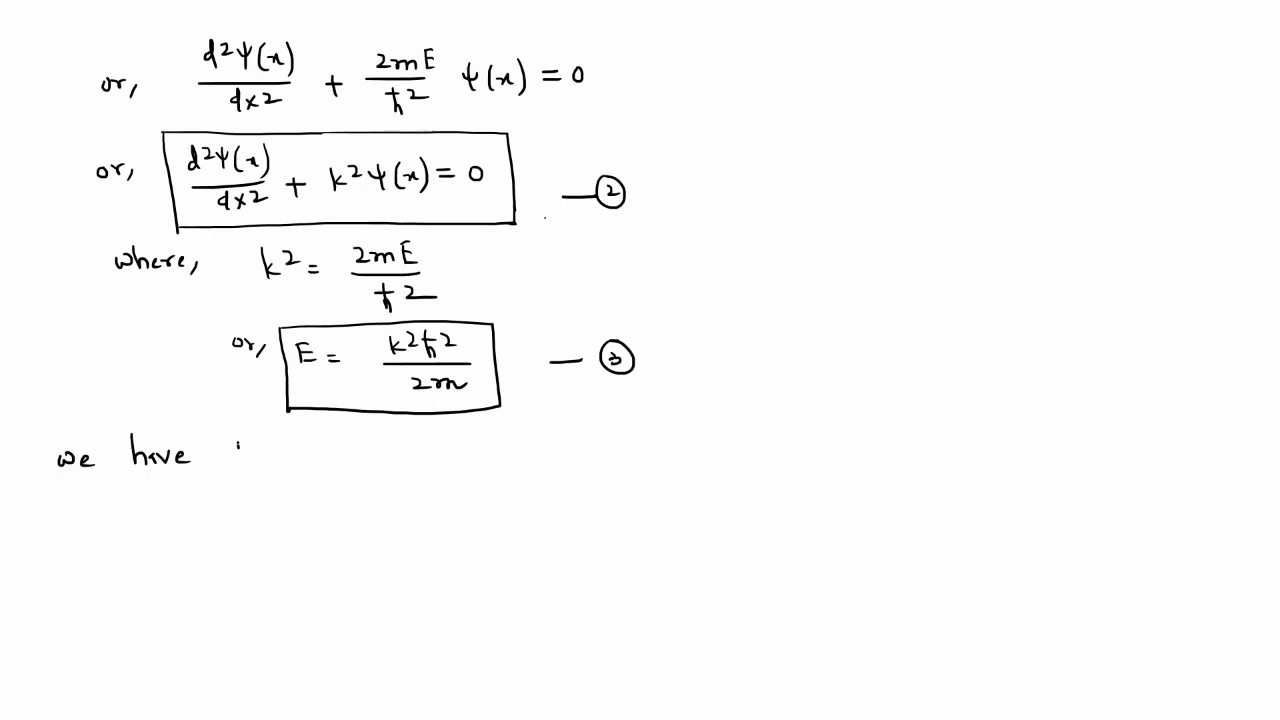 or, d²Ψ(x)/dx² + 2mE/ħ² Ψ(x) = 0
or, d²Ψ(x)/dx² + k²Ψ(x) = 0 — ②
where, k² = 2mE/ħ²
or, E = k²ħ²/2m — ③
we have